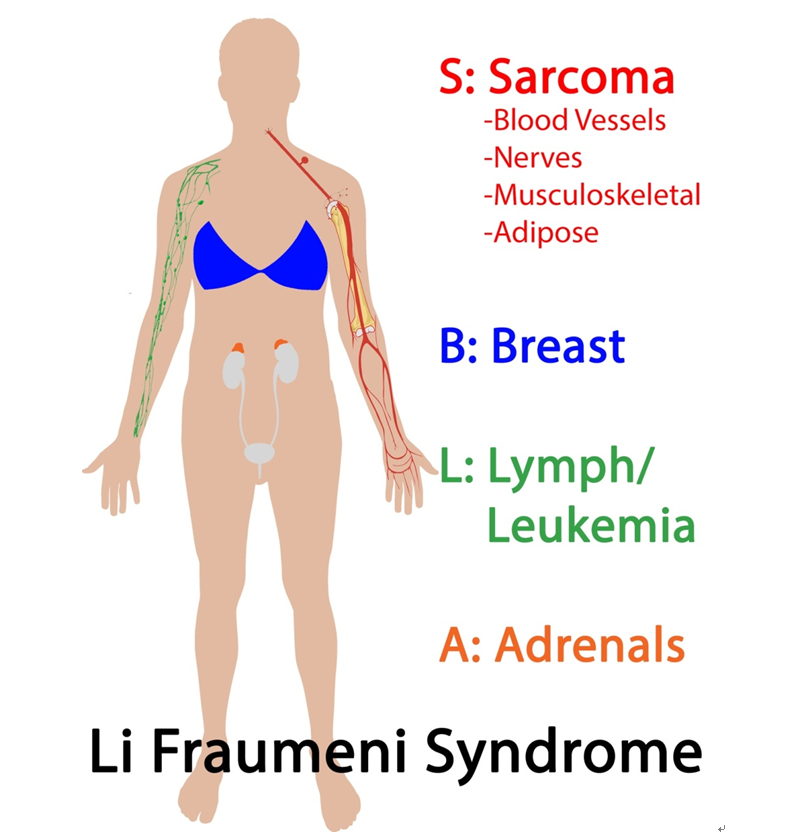 S: Sarcoma
-Blood Vessels
-Nerves
-Musculoskeletal
-Adipose
B: Breast
L: Lymph/
Leukemia
A: Adrenals
Li Fraumeni Syndrome